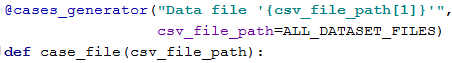 @cases_generator("Data file '{csv_file_path[1]}'",
csv_file_path=ALL_DATASET_FILES)
def case_file(csv_file_path):